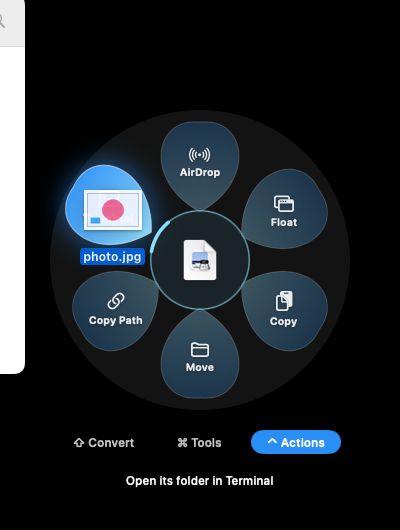 AirDrop
Float
photo.jpg
Copy Path
Copy
Move
⇧ Convert
⌘ Tools
⌃ Actions
Open its folder in Terminal